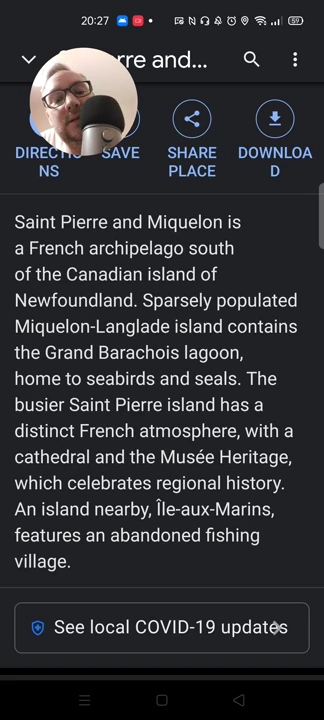 20:27
59
erre and...
DIRECTIO
NS
SAVE
SHARE
PLACE
DOWNLOA
D
Saint Pierre and Miquelon is
a French archipelago south
of the Canadian island of
Newfoundland. Sparsely populated
Miquelon-Langlade island contains
the Grand Barachois lagoon,
home to seabirds and seals. The
busier Saint Pierre island has a
distinct French atmosphere, with a
cathedral and the Musée Heritage,
which celebrates regional history.
An island nearby, Île-aux-Marins,
features an abandoned fishing
village.
See local COVID-19 updates